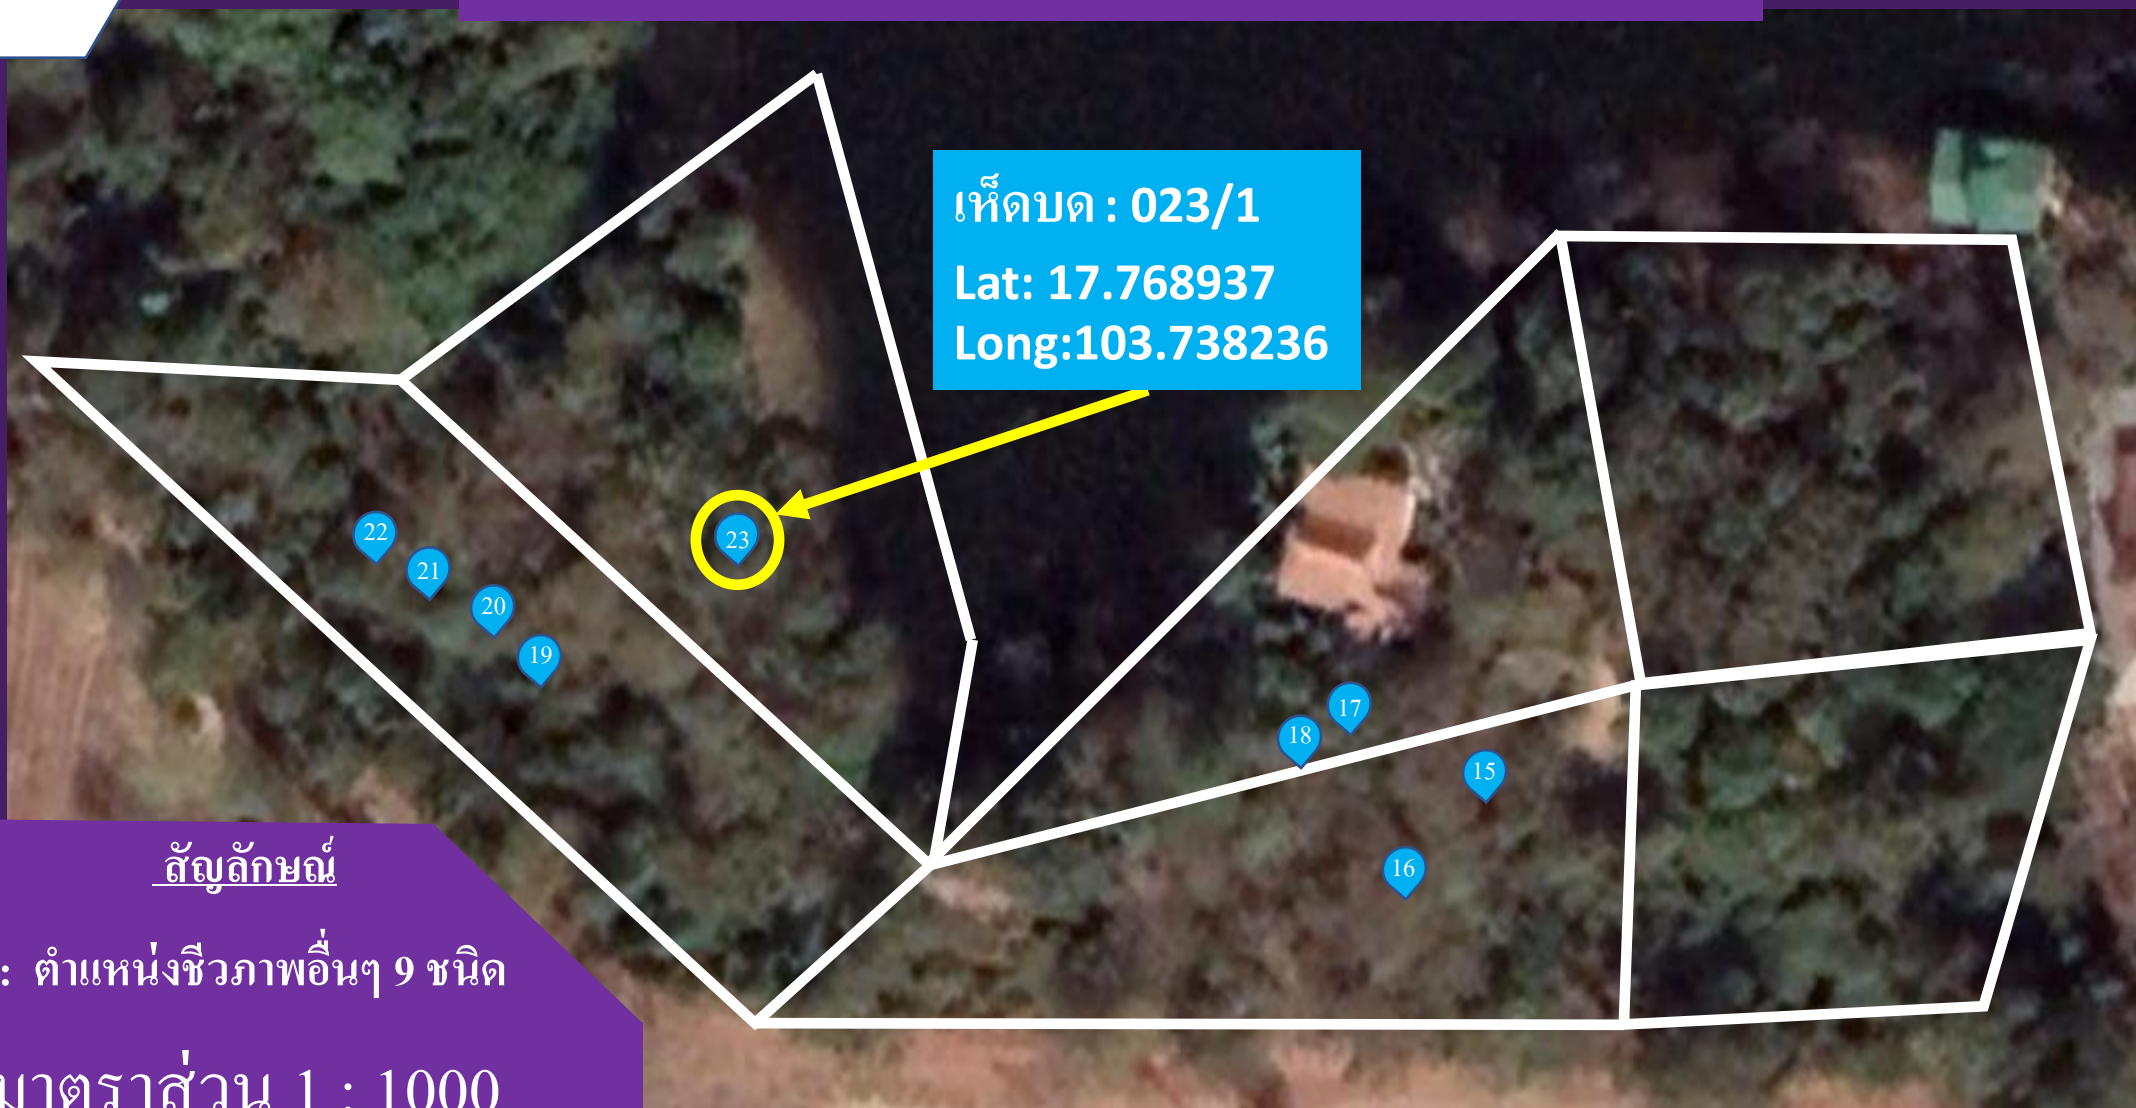 เห็ดบด : 023/1
Lat: 17.768937
Long:103.738236
22
21
20
19
23
17
18
15
16
สัญลักษณ์
: ตำแหน่งชีวภาพอื่นๆ 9 ชนิด
มาตราส่วน 1 : 1000